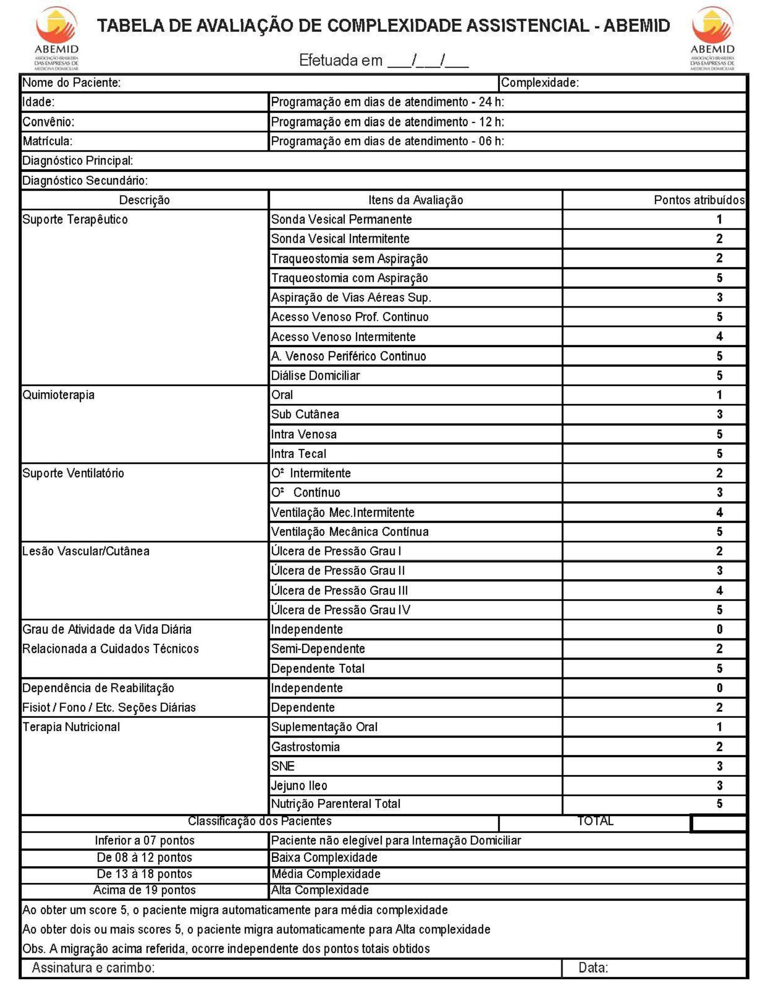 TABELA DE AVALIAÇÃO DE COMPLEXIDADE ASSISTENCIAL - ABEMID
ABEMID
ASSOCIAÇÃO BRASILEIRA
DAS EMPRESAS DE
MEDICINA DOMICILIAR
ABEMID
ASSOCIAÇÃO BRASILEIRA
DAS EMPRESAS DE
MEDICINA DOMICILIAR
Efetuada em ___/___/___
Nome do Paciente: Complexidade:
Idade: Programação em dias de atendimento - 24 h:
Convênio: Programação em dias de atendimento - 12 h:
Matrícula: Programação em dias de atendimento - 06 h:
Diagnóstico Principal:
Diagnóstico Secundário:
Descrição Itens da Avaliação Pontos atribuídos
Suporte Terapêutico Sonda Vesical Permanente 1
Sonda Vesical Intermitente 2
Traqueostomia sem Aspiração 2
Traqueostomia com Aspiração 5
Aspiração de Vias Aéreas Sup. 3
Acesso Venoso Prof. Continuo 5
Acesso Venoso Intermitente 4
A. Venoso Periférico Continuo 5
Diálise Domiciliar 5
Quimioterapia Oral 1
Sub Cutânea 3
Intra Venosa 5
Intra Tecal 5
Suporte Ventilatório O² Intermitente 2
O² Contínuo 3
Ventilação Mec.Intermitente 4
Ventilação Mecânica Contínua 5
Lesão Vascular/Cutânea Úlcera de Pressão Grau I 2
Úlcera de Pressão Grau II 3
Úlcera de Pressão Grau III 4
Úlcera de Pressão Grau IV 5
Grau de Atividade da Vida Diária Independente 0
Relacionada a Cuidados Técnicos Semi-Dependente 2
Dependente Total 5
Dependência de Reabilitação Independente 0
Fisiot / Fono / Etc. Seções Diárias Dependente 2
Terapia Nutricional Suplementação Oral 1
Gastrostomia 2
SNE 3
Jejuno Ileo 3
Nutrição Parenteral Total 5
Classificação dos Pacientes TOTAL
Inferior a 07 pontos Paciente não elegível para Internação Domiciliar
De 08 à 12 pontos Baixa Complexidade
De 13 à 18 pontos Média Complexidade
Acima de 19 pontos Alta Complexidade
Ao obter um score 5, o paciente migra automaticamente para média complexidade
Ao obter dois ou mais scores 5, o paciente migra automaticamente para Alta complexidade
Obs. A migração acima referida, ocorre independente dos pontos totais obtidos
Assinatura e carimbo: Data: